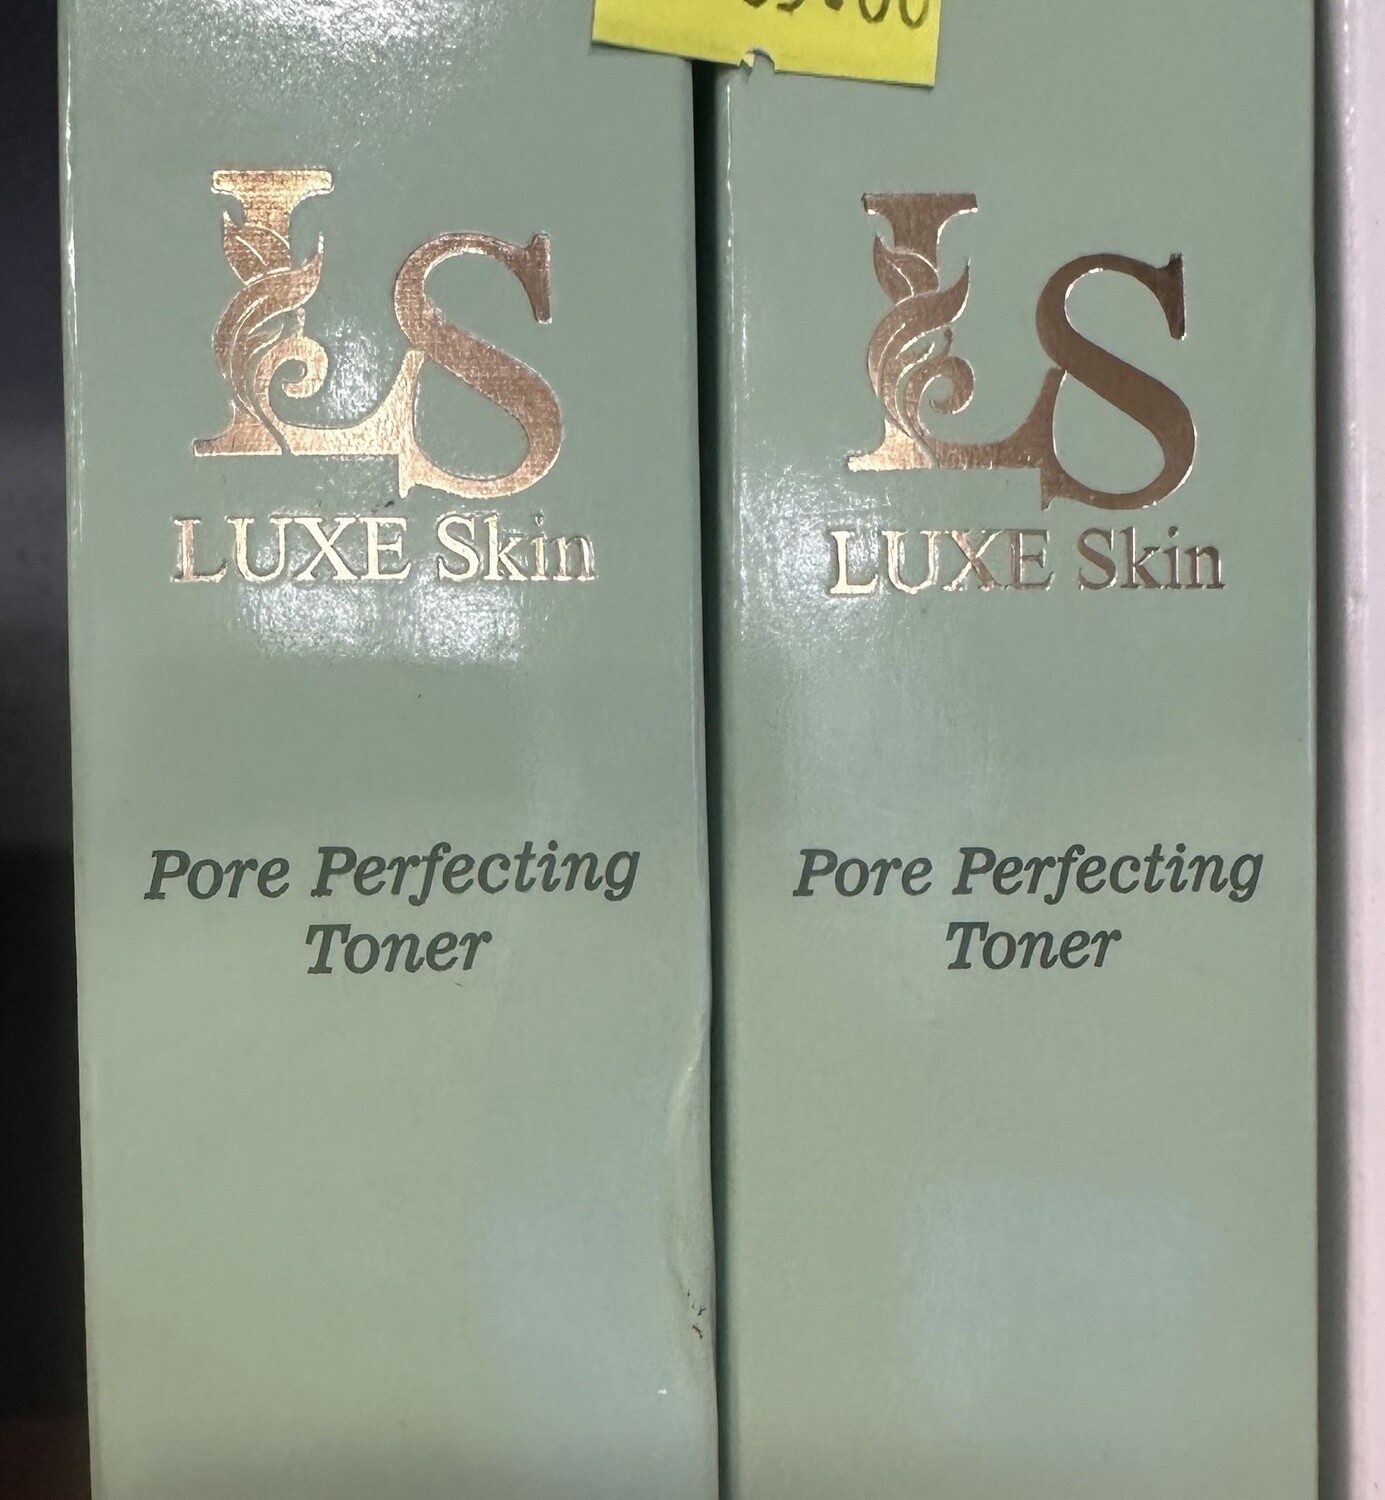 LS
LUXE Skin
Pore Perfecting
Toner
LS
LUXE Skin
Pore Perfecting
Toner